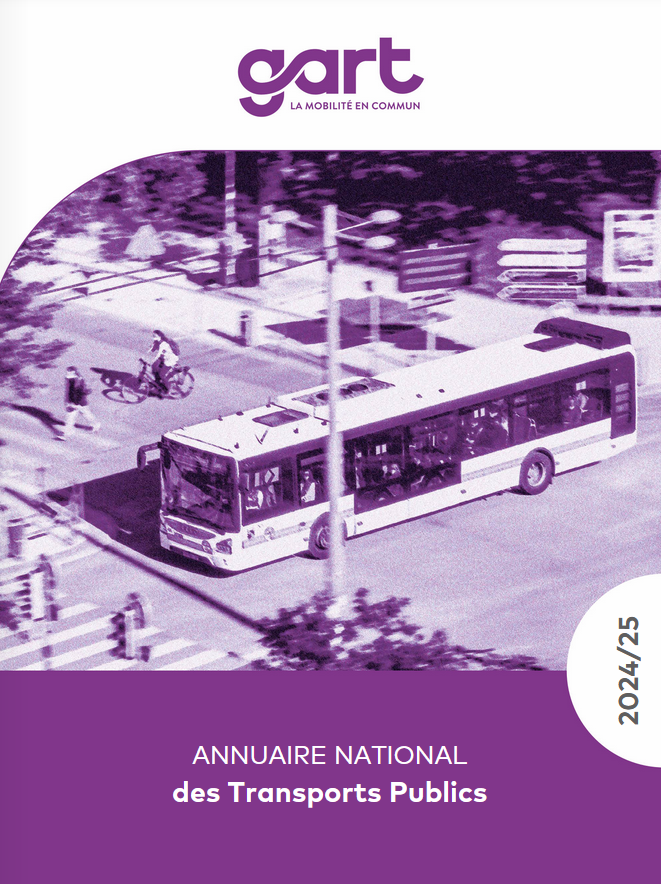 gart
LA MOBILITÉ EN COMMUN
2024/25
ANNUAIRE NATIONAL
des Transports Publics